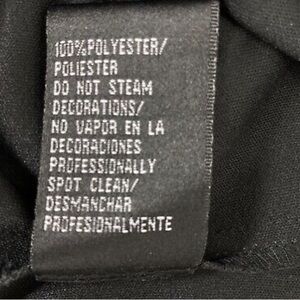 100%POLYESTER/
POLIESTER
DO NOT STEAM
DECORATIONS/
NO VAPOR EN LA
DECORACIONES
PROFESSIONALLY
SPOT CLEAN/
DESMANCHAR
PROFESIONALMENTE